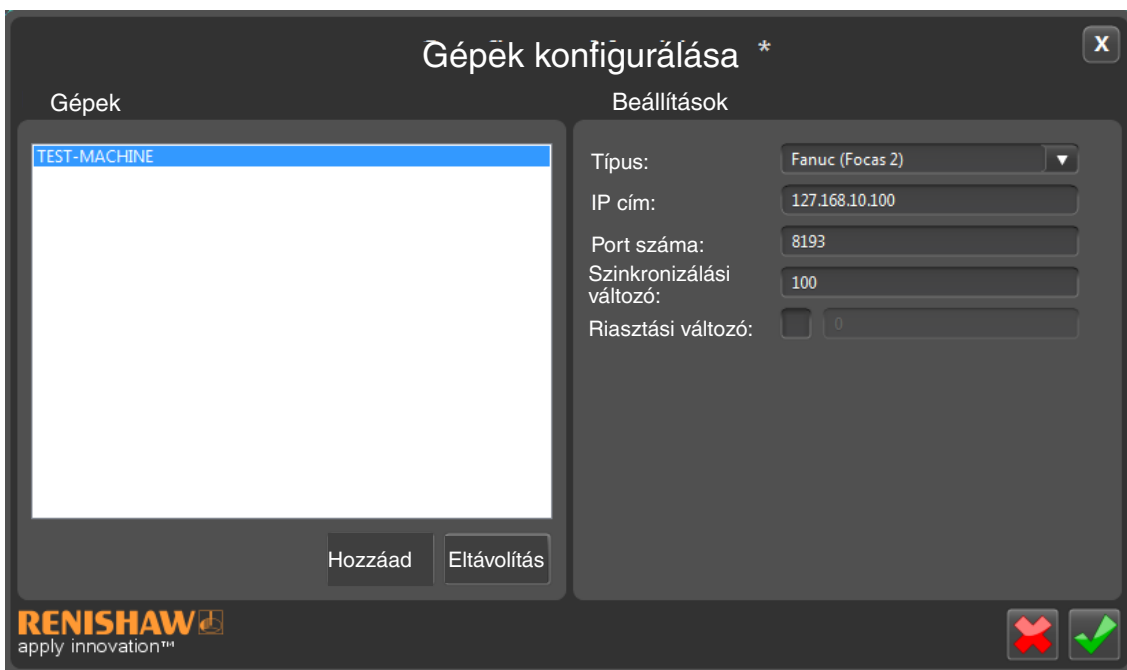 Gépek konfigurálása *
X
Gépek
Beállítások
TEST-MACHINE
Típus:
Fanuc (Focas 2)
IP cím:
127.168.10.100
Port száma:
8193
Szinkronizálási
változó:
100
Riasztási változó:
0
Hozzáad
Eltávolítás
RENISHAW
apply innovation™